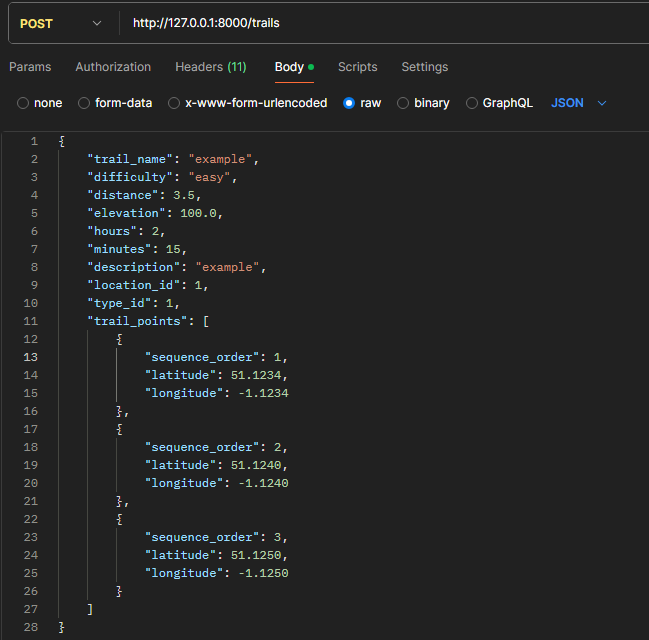 POST http://127.0.0.1:8000/trails
Params Authorization Headers (11) Body Scripts Settings
none form-data x-www-form-urlencoded raw binary GraphQL JSON
1 {
2 "trail_name": "example",
3 "difficulty": "easy",
4 "distance": 3.5,
5 "elevation": 100.0,
6 "hours": 2,
7 "minutes": 15,
8 "description": "example",
9 "location_id": 1,
10 "type_id": 1,
11 "trail_points": [
12 {
13 "sequence_order": 1,
14 "latitude": 51.1234,
15 "longitude": -1.1234
16 },
17 {
18 "sequence_order": 2,
19 "latitude": 51.1240,
20 "longitude": -1.1240
21 },
22 {
23 "sequence_order": 3,
24 "latitude": 51.1250,
25 "longitude": -1.1250
26 }
27 ]
28 }